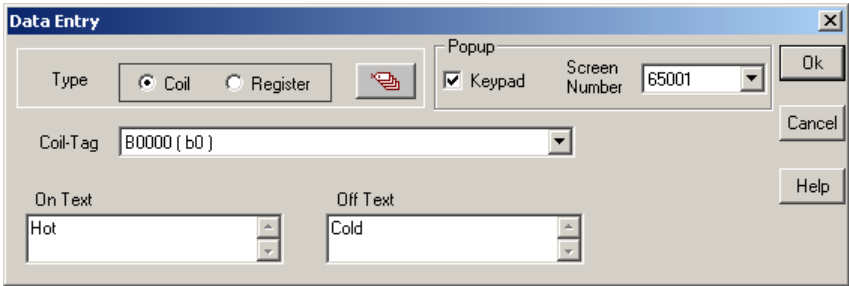 Data Entry
Type
Coil
Register
Popup
Keypad
Screen
Number
65001
Ok
Cancel
Help
Coil-Tag
B0000 ( b0 )
On Text
Hot
Off Text
Cold